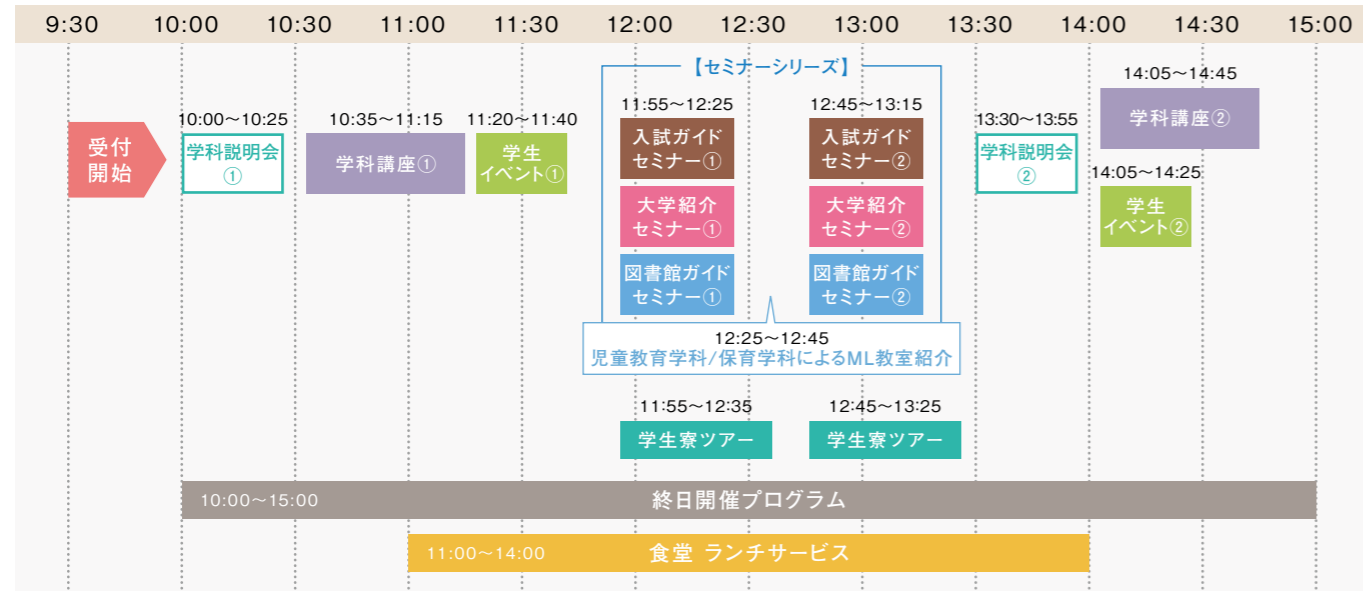 9:30 10:00 10:30 11:00 11:30 12:00 12:30 13:00 13:30 14:00 14:30 15:00
受付
開始
10:00〜10:25
学科説明会
①
10:35〜11:15
学科講座①
11:20〜11:40
学生
イベント①
【セミナーシリーズ】
11:55〜12:25
入試ガイド
セミナー①
大学紹介
セミナー①
図書館ガイド
セミナー①
12:45〜13:15
入試ガイド
セミナー②
大学紹介
セミナー②
図書館ガイド
セミナー②
12:25〜12:45
児童教育学科/保育学科によるML教室紹介
11:55〜12:35
学生寮ツアー
12:45〜13:25
学生寮ツアー
13:30〜13:55
学科説明会
②
14:05〜14:45
学科講座②
14:05〜14:25
学生
イベント②
10:00〜15:00 終日開催プログラム
11:00〜14:00 食堂 ランチサービス